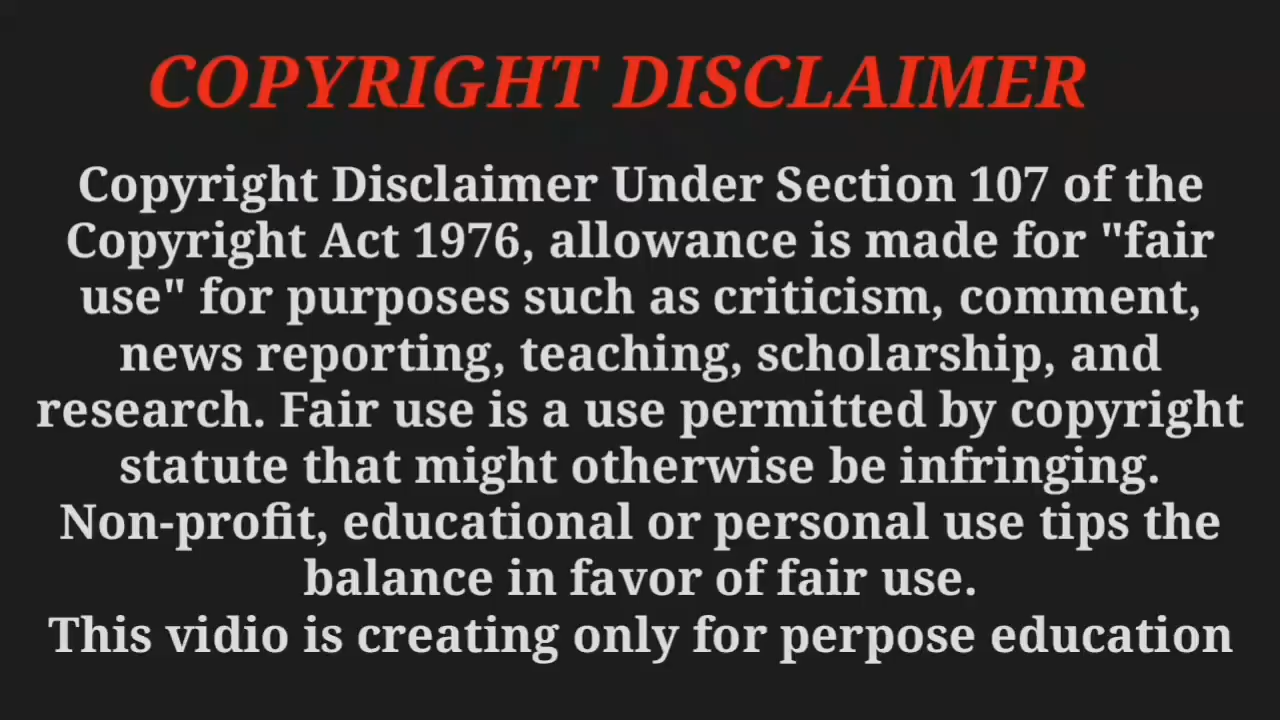 COPYRIGHT DISCLAIMER
Copyright Disclaimer Under Section 107 of the
Copyright Act 1976, allowance is made for "fair
use" for purposes such as criticism, comment,
news reporting, teaching, scholarship, and
research. Fair use is a use permitted by copyright
statute that might otherwise be infringing.
Non-profit, educational or personal use tips the
balance in favor of fair use.
This vidio is creating only for perpose education